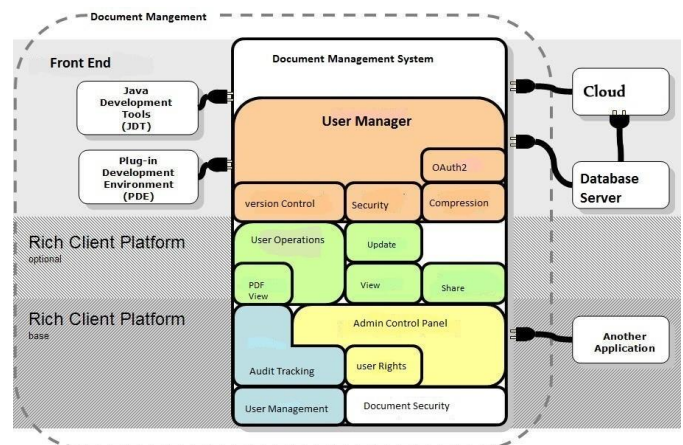 Document Mangement
Front End
Document Management System
Java
Development
Tools
(JDT)
Cloud
User Manager
Plug-in
Development
Environment
(PDE)
OAuth2
Database
Server
version Control
Security
Compression
Rich Client Platform
optional
User Operations
Update
PDF
View
View
Share
Rich Client Platform
base
Admin Control Panel
Another
Application
Audit Tracking
user Rights
User Management
Document Security